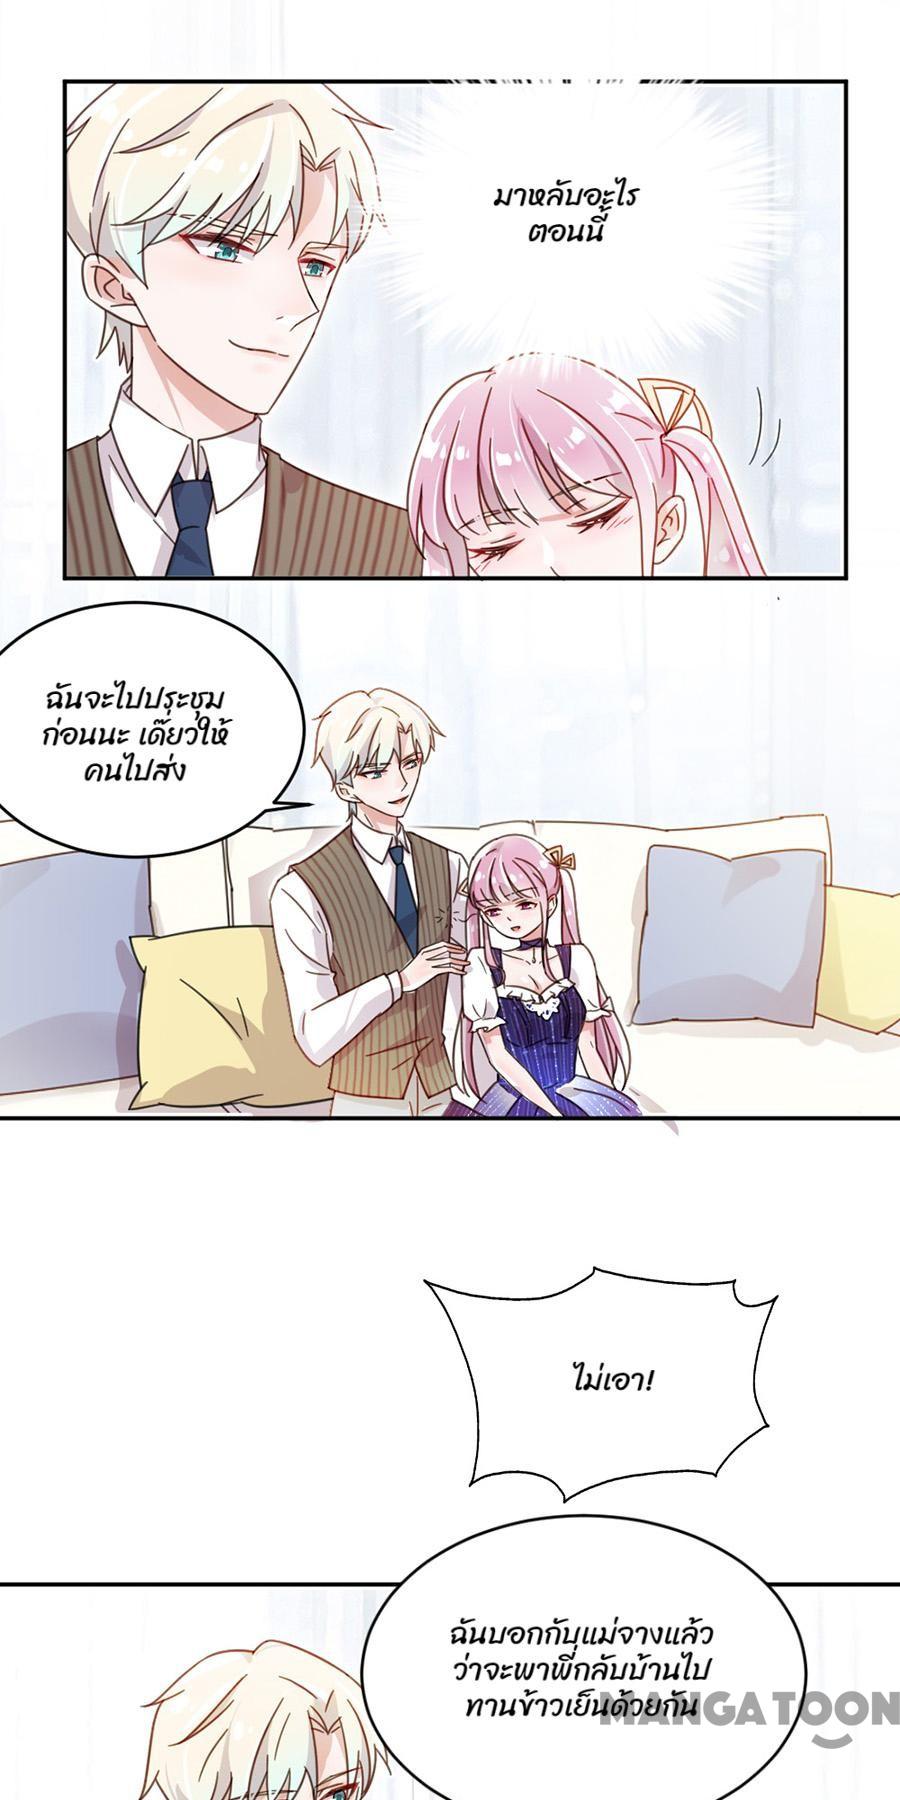 มาหลับอะไร
ตอนนี้
ฉันจะไปประชุม
ก่อนนะ เดี๋ยวให้
คนไปส่ง
ไม่เอา!
ฉันบอกกับแม่จางแล้ว
ว่าจะพาพี่กลับบ้านไป
ทานข้าวเย็นด้วยกัน
MANGATOON